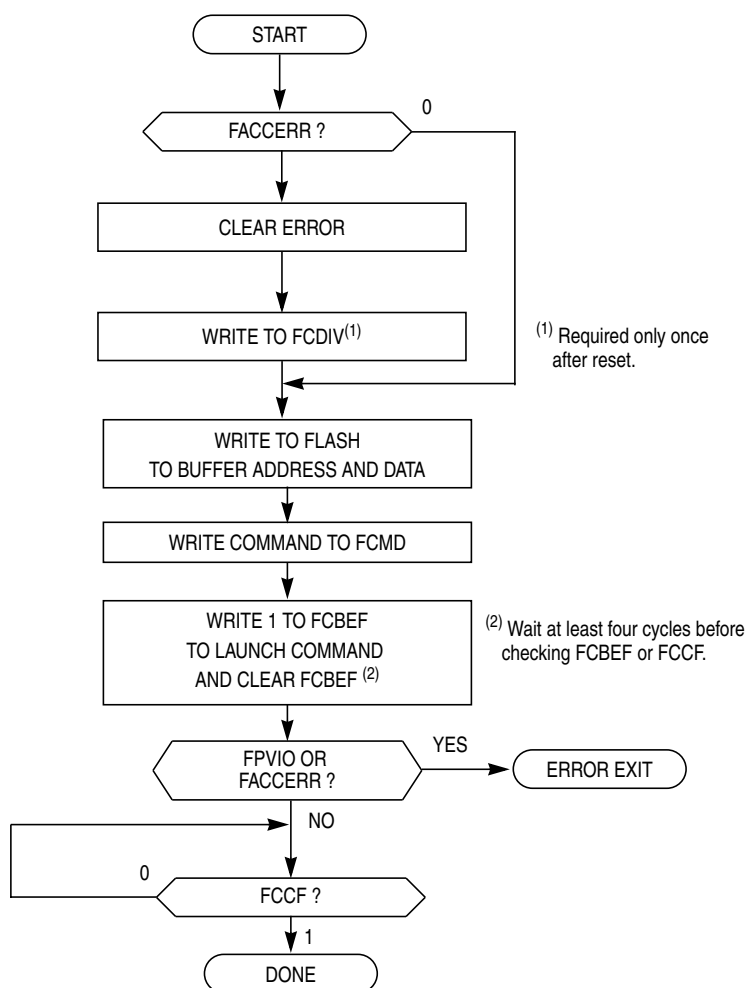 START
0
FACCERR ?
CLEAR ERROR
WRITE TO FCDIV(1)
(1) Required only once
after reset.
WRITE TO FLASH
TO BUFFER ADDRESS AND DATA
WRITE COMMAND TO FCMD
WRITE 1 TO FCBEF
TO LAUNCH COMMAND
AND CLEAR FCBEF (2)
(2) Wait at least four cycles before
checking FCBEF or FCCF.
FPVIO OR
FACCERR ?
YES
ERROR EXIT
NO
0
FCCF ?
1
DONE